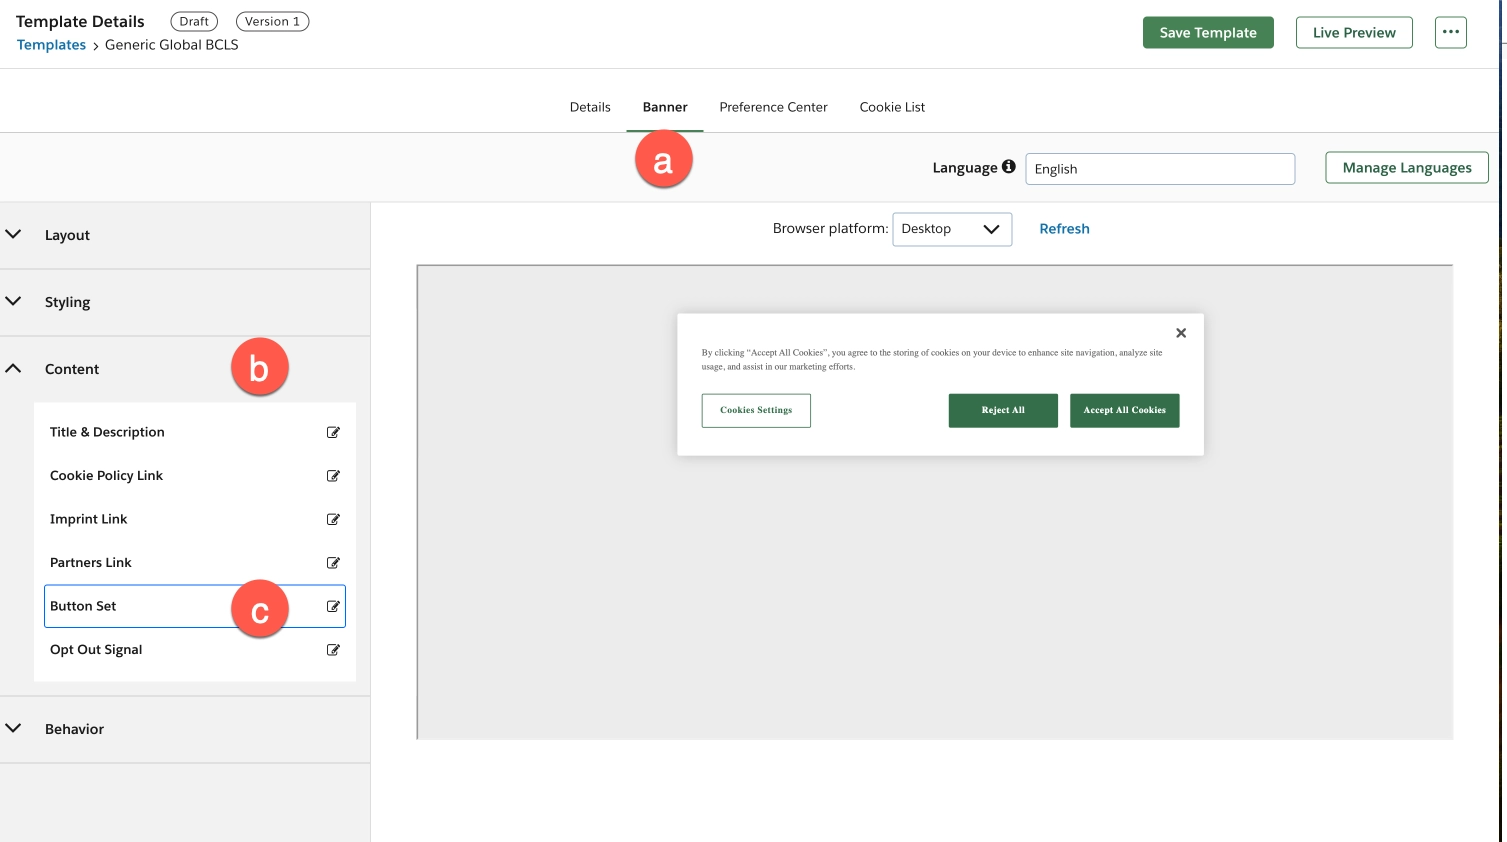 Template Details Draft Version 1
Templates > Generic Global BCLS
Save Template Live Preview ...
Details Banner Preference Center Cookie List
a
Language English Manage Languages
Browser platform: Desktop Refresh
Layout
Styling
Content b
Title & Description
Cookie Policy Link
Imprint Link
Partners Link
Button Set c
Opt Out Signal
Behavior
By clicking “Accept All Cookies”, you agree to the storing of cookies on your device to enhance site navigation, analyze site
usage, and assist in our marketing efforts.
Cookies Settings Reject All Accept All Cookies